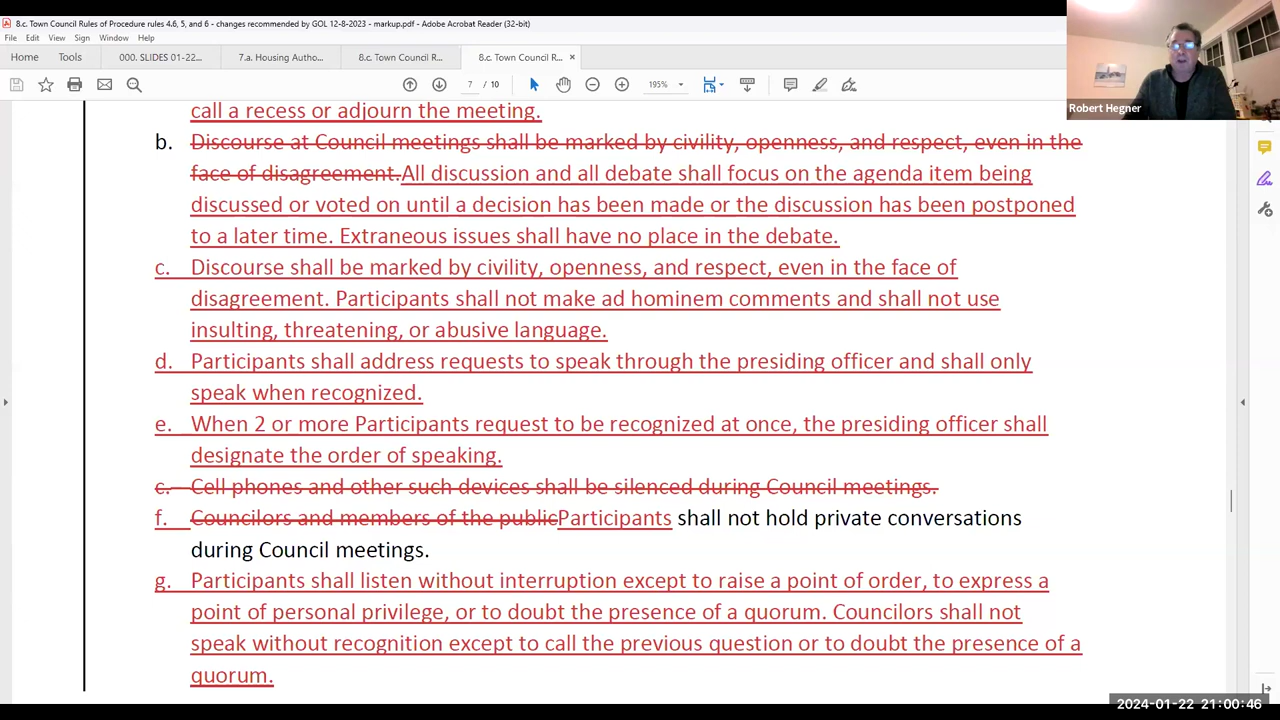 8.c. Town Council Rules of Procedure rules 4.6, 5, and 6 - changes recommended by GOL 12-8-2023 - markup.pdf - Adobe Acrobat Reader (32-bit)
File Edit View Sign Window Help
Home Tools 000. SLIDES 01-22... 7.a. Housing Autho... 8.c. Town Council R... 8.c. Town Council R... ×
7 / 10 195%
Robert Hegner
call a recess or adjourn the meeting.
b. Discourse at Council meetings shall be marked by civility, openness, and respect, even in the
face of disagreement.All discussion and all debate shall focus on the agenda item being
discussed or voted on until a decision has been made or the discussion has been postponed
to a later time. Extraneous issues shall have no place in the debate.
c. Discourse shall be marked by civility, openness, and respect, even in the face of
disagreement. Participants shall not make ad hominem comments and shall not use
insulting, threatening, or abusive language.
d. Participants shall address requests to speak through the presiding officer and shall only
speak when recognized.
e. When 2 or more Participants request to be recognized at once, the presiding officer shall
designate the order of speaking.
c. Cell phones and other such devices shall be silenced during Council meetings.
f. Councilors and members of the publicParticipants shall not hold private conversations
during Council meetings.
g. Participants shall listen without interruption except to raise a point of order, to express a
point of personal privilege, or to doubt the presence of a quorum. Councilors shall not
speak without recognition except to call the previous question or to doubt the presence of a
quorum.
2024-01-22 21:00:46